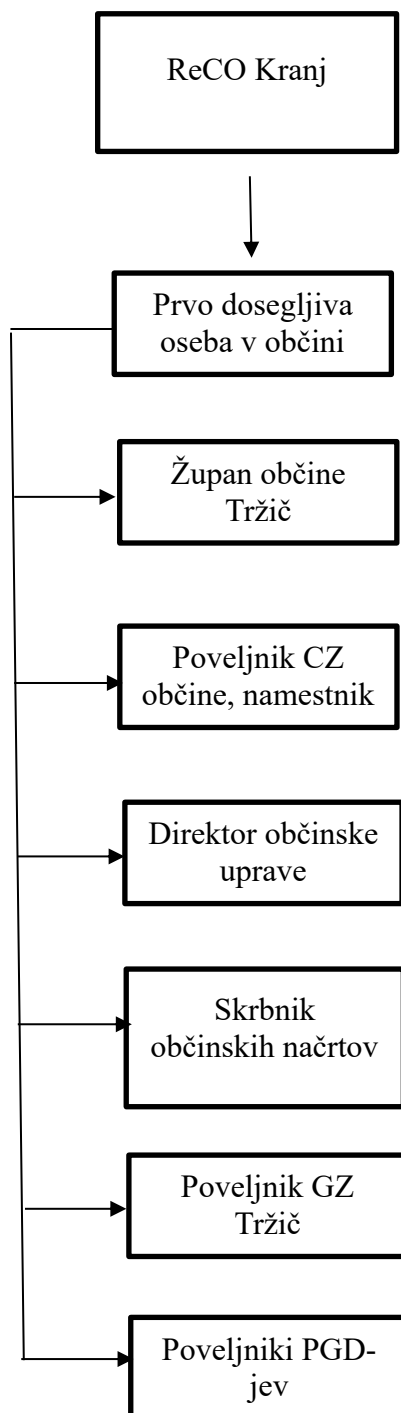 ReCO Kranj
Prvo dosegljiva
oseba v občini
Župan občine
Tržič
Poveljnik CZ
občine, namestnik
Direktor občinske
uprave
Skrbnik
občinskih načrtov
Poveljnik GZ
Tržič
Poveljniki PGD-
jev